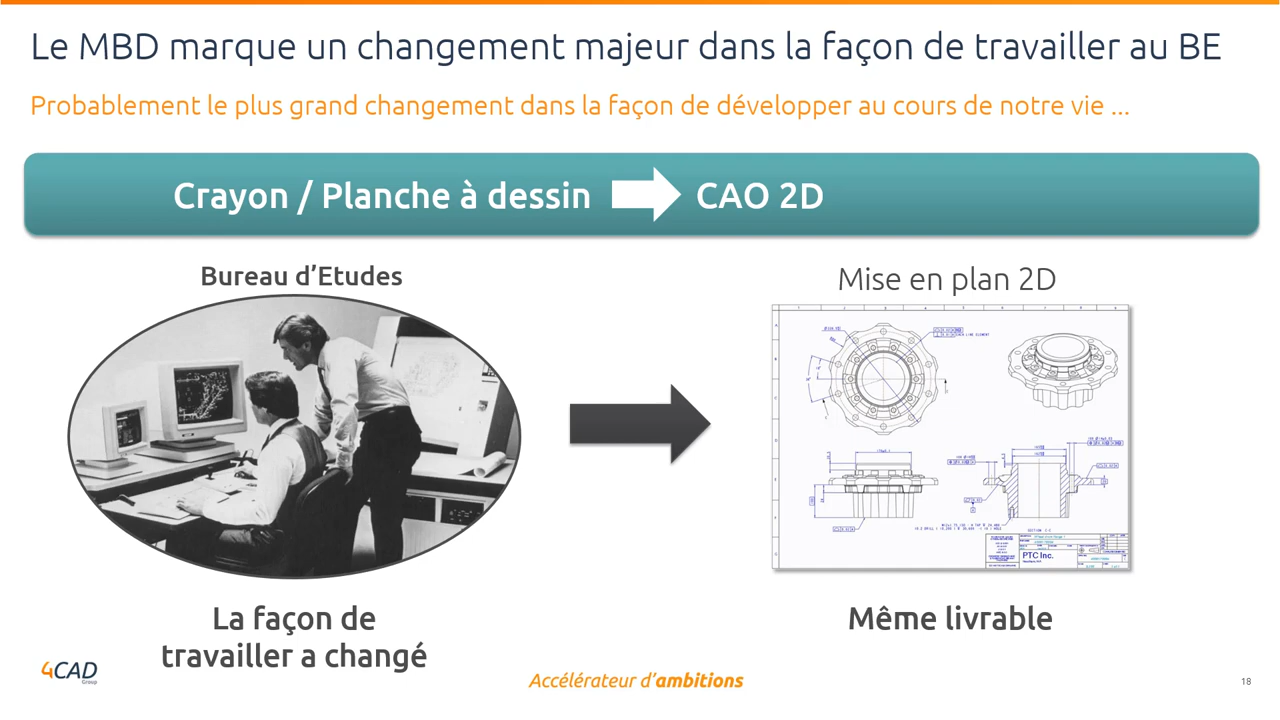 Le MBD marque un changement majeur dans la façon de travailler au BE
Probablement le plus grand changement dans la façon de développer au cours de notre vie ...
Crayon / Planche à dessin CAO 2D
Bureau d’Etudes
Mise en plan 2D
PTC Inc.
La façon de
travailler a changé
Même livrable
4CAD
Group
Accélérateur d’ambitions
18